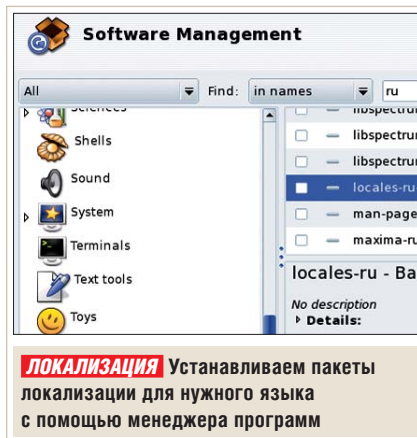 Software Management
All Find: in names ru
Sciences
Shells
Sound
System
Terminals
Text tools
Toys
libspectrum
libspectrum
libspectrum
locales-ru
man-page
maxima-ru
locales-ru - Ba
No description
Details:
ЛОКАЛИЗАЦИЯ Устанавливаем пакеты
локализации для нужного языка
с помощью менеджера программ